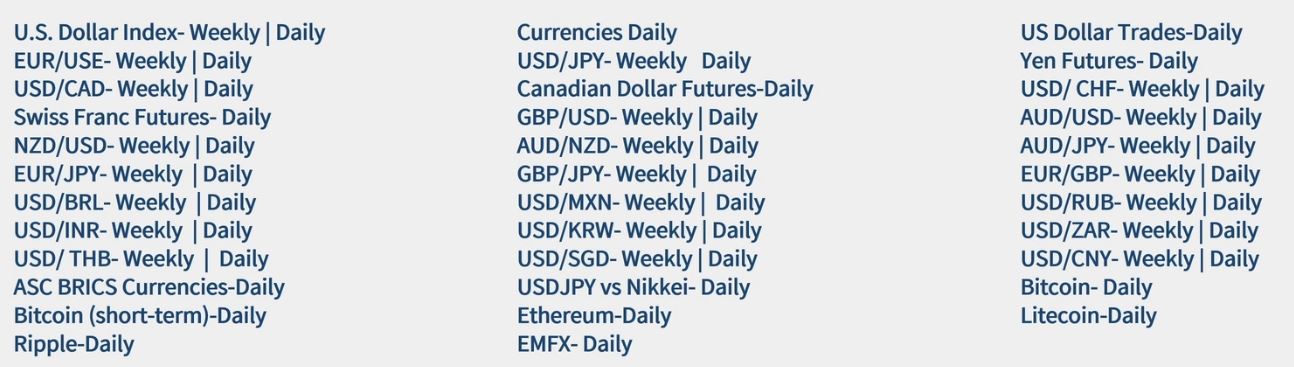 U.S. Dollar Index- Weekly | Daily
EUR/USE- Weekly | Daily
USD/CAD- Weekly | Daily
Swiss Franc Futures- Daily
NZD/USD- Weekly | Daily
EUR/JPY- Weekly | Daily
USD/BRL- Weekly | Daily
USD/INR- Weekly | Daily
USD/ THB- Weekly | Daily
ASC BRICS Currencies-Daily
Bitcoin (short-term)-Daily
Ripple-Daily
Currencies Daily
USD/JPY- Weekly Daily
Canadian Dollar Futures-Daily
GBP/USD- Weekly | Daily
AUD/NZD- Weekly | Daily
GBP/JPY- Weekly | Daily
USD/MXN- Weekly | Daily
USD/KRW- Weekly | Daily
USD/SGD- Weekly | Daily
USDJPY vs Nikkei- Daily
Ethereum-Daily
EMFX- Daily
US Dollar Trades-Daily
Yen Futures- Daily
USD/ CHF- Weekly | Daily
AUD/USD- Weekly | Daily
AUD/JPY- Weekly | Daily
EUR/GBP- Weekly | Daily
USD/RUB- Weekly | Daily
USD/ZAR- Weekly | Daily
USD/CNY- Weekly | Daily
Bitcoin- Daily
Litecoin-Daily